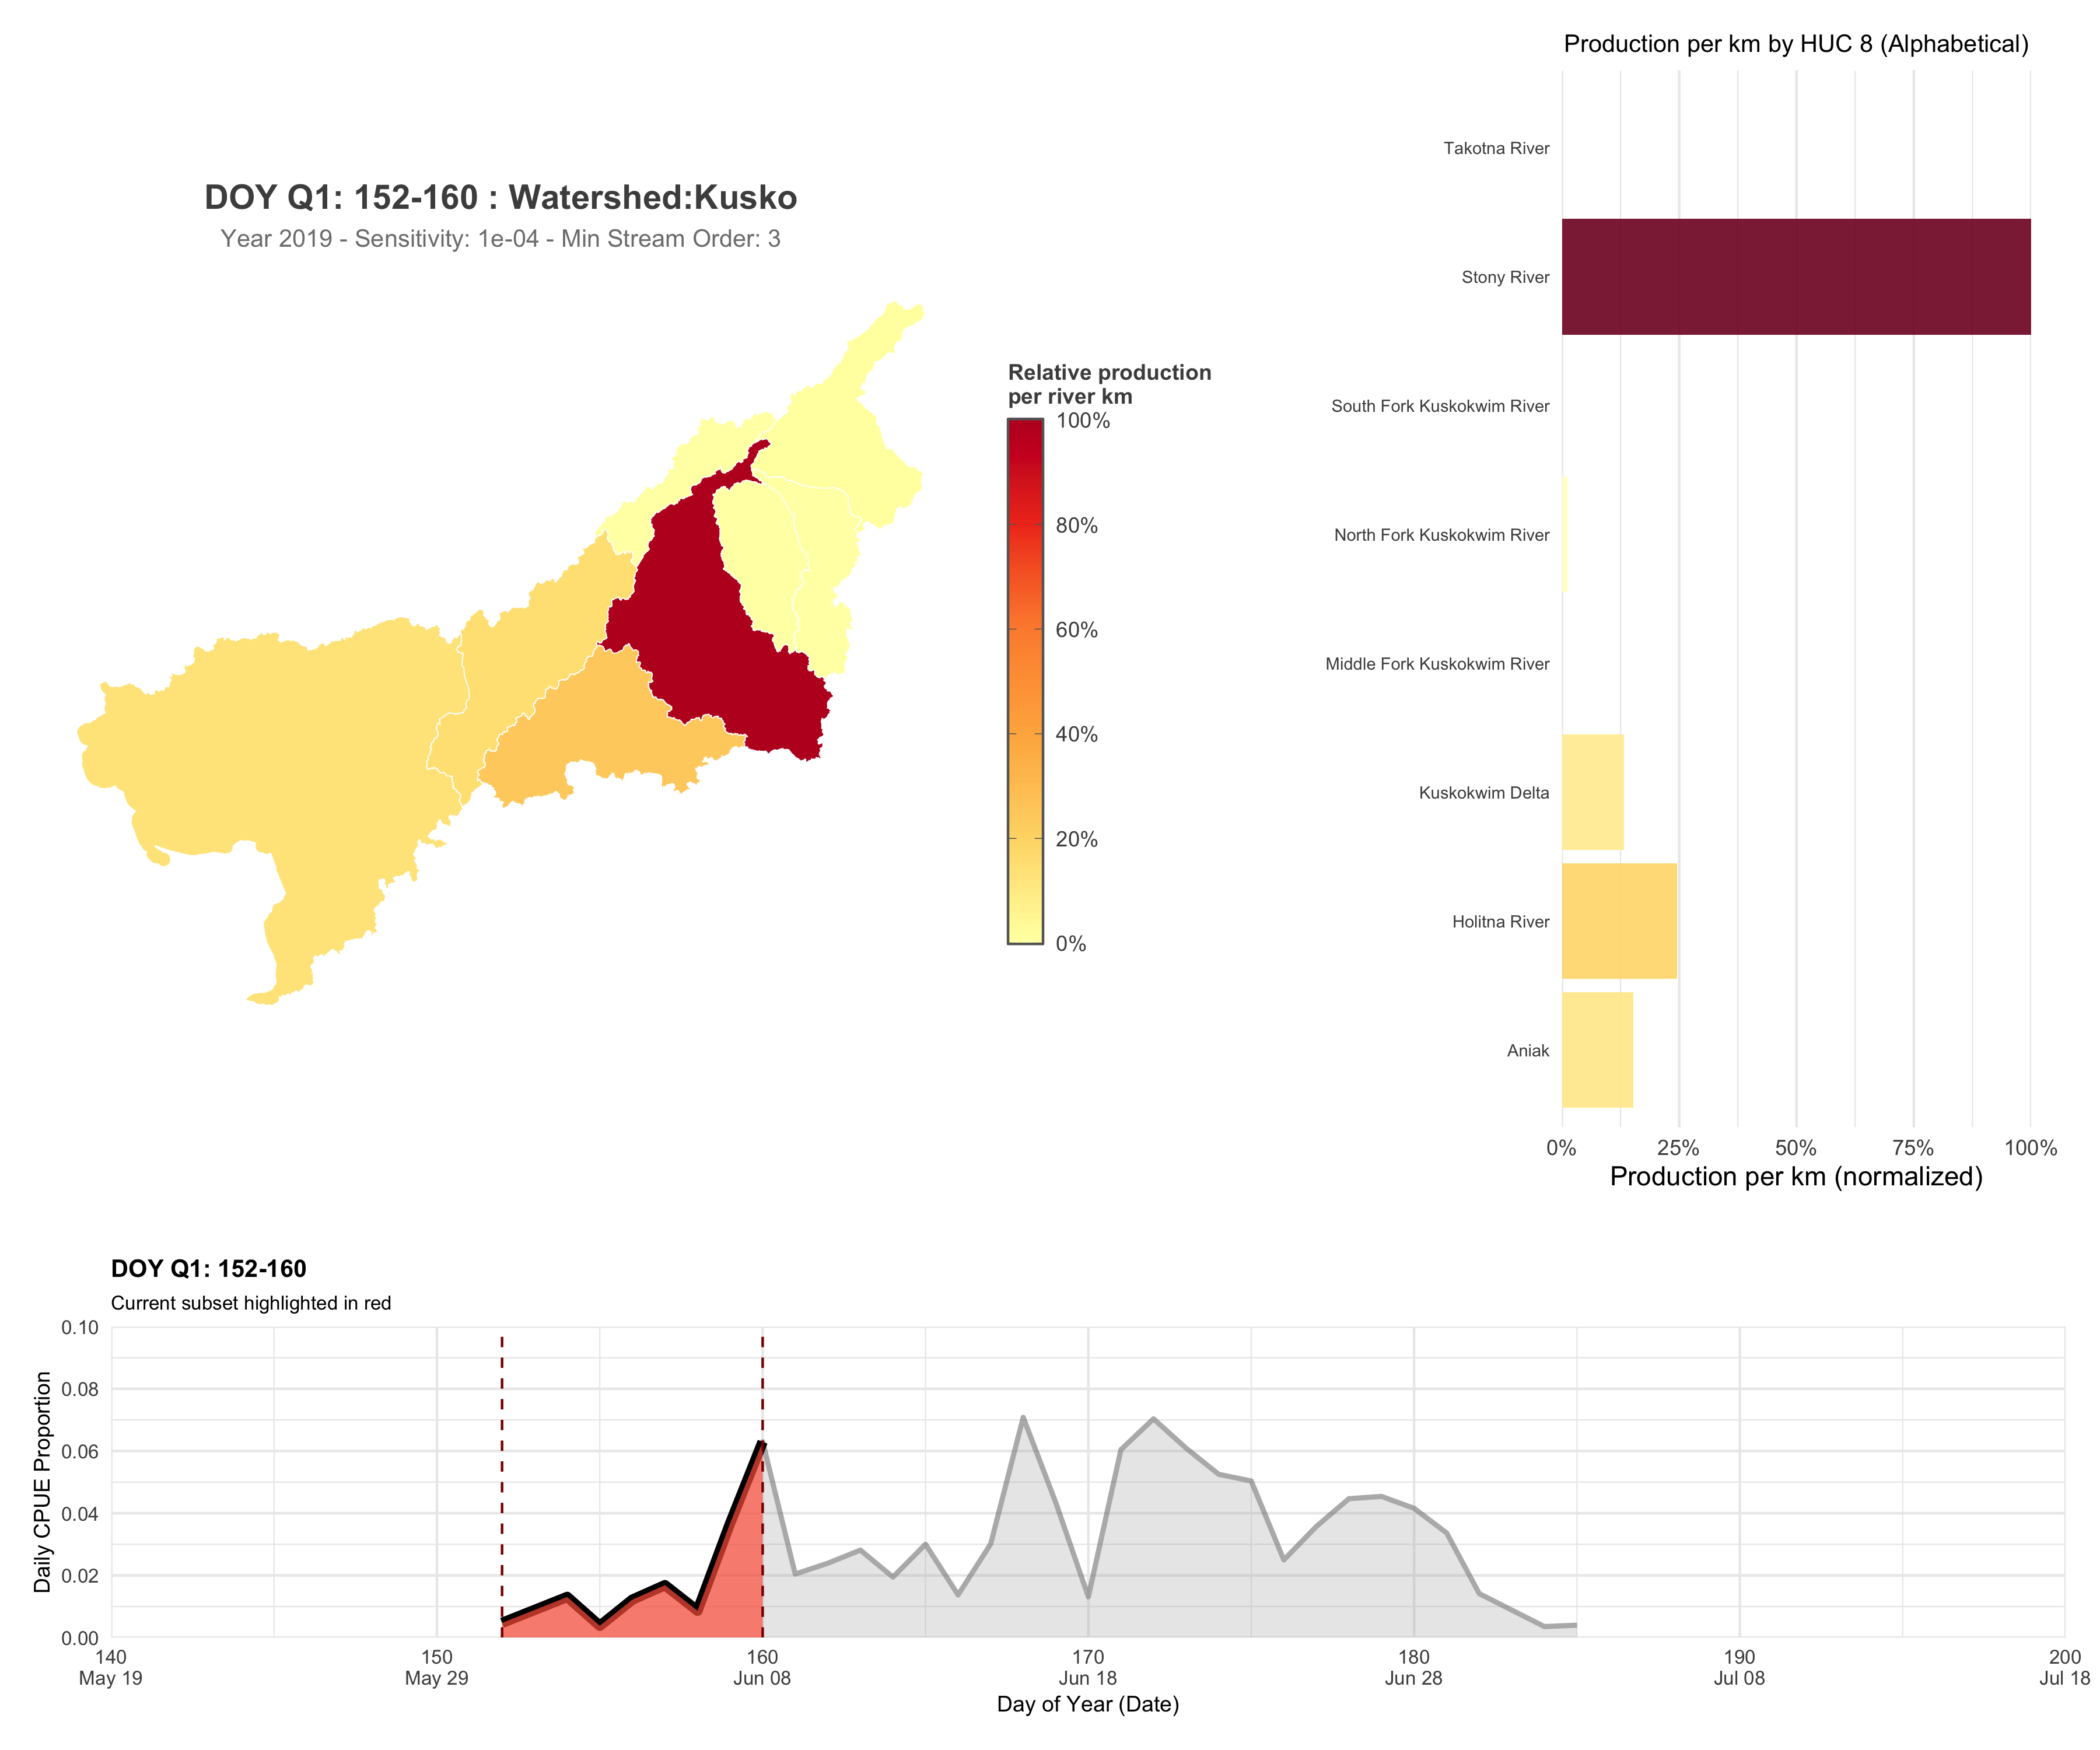 Production per km by HUC 8 (Alphabetical)
Takotna River
Stony River
South Fork Kuskokwim River
North Fork Kuskokwim River
Middle Fork Kuskokwim River
Kuskokwim Delta
Holitna River
Aniak
0% 25% 50% 75% 100%
Production per km (normalized)
DOY Q1: 152-160 : Watershed:Kusko
Year 2019 - Sensitivity: 1e-04 - Min Stream Order: 3
Relative production
per river km
100%
80%
60%
40%
20%
0%
DOY Q1: 152-160
Current subset highlighted in red
Daily CPUE Proportion
0.10
0.08
0.06
0.04
0.02
0.00
140 150 160 170 180 190 200
May 19 May 29 Jun 08 Jun 18 Jun 28 Jul 08 Jul 18
Day of Year (Date)